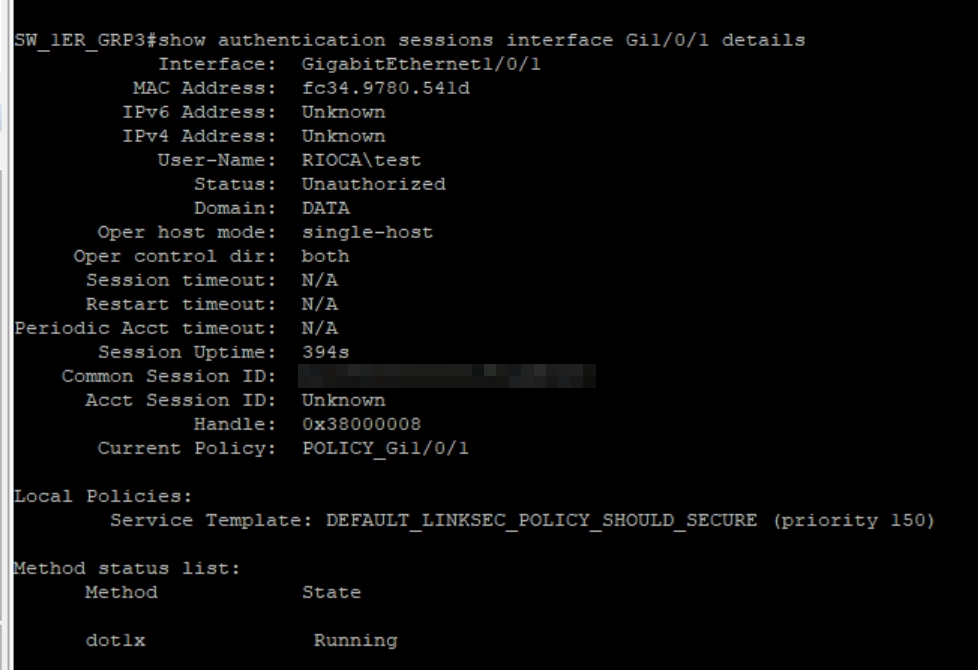 SW_1ER_GRP3#show authentication sessions interface Gi1/0/1 details
Interface: GigabitEthernet1/0/1
MAC Address: fc34.9780.541d
IPv6 Address: Unknown
IPv4 Address: Unknown
User-Name: RIOCA\test
Status: Unauthorized
Domain: DATA
Oper host mode: single-host
Oper control dir: both
Session timeout: N/A
Restart timeout: N/A
Periodic Acct timeout: N/A
Session Uptime: 394s
Common Session ID:
Acct Session ID: Unknown
Handle: 0x38000008
Current Policy: POLICY_Gi1/0/1
Local Policies:
Service Template: DEFAULT_LINKSEC_POLICY_SHOULD_SECURE (priority 150)
Method status list:
Method State
dot1x Running